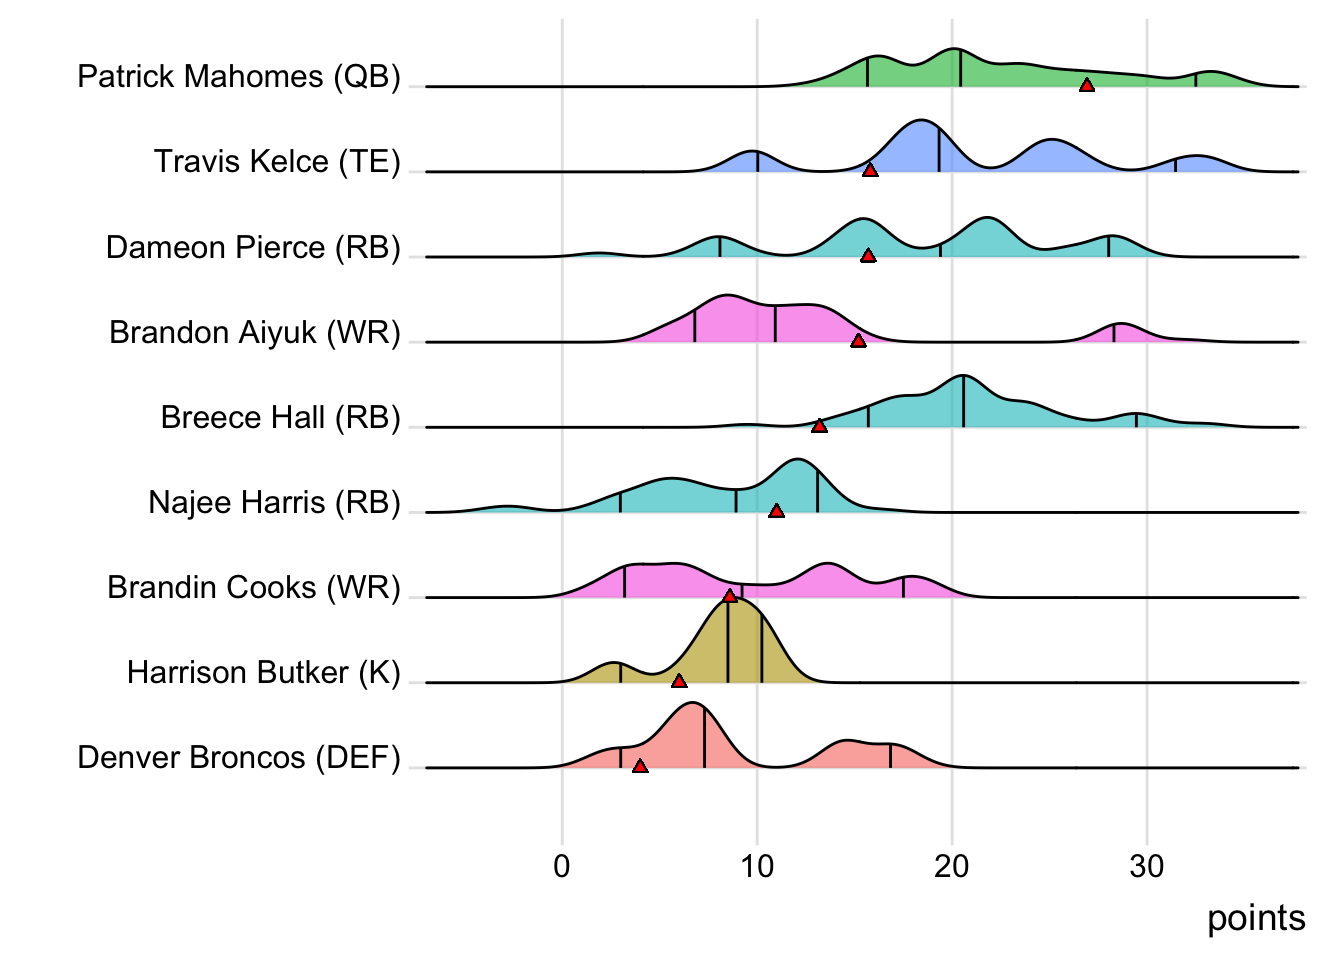 Patrick Mahomes (QB)
Travis Kelce (TE)
Dameon Pierce (RB)
Brandon Aiyuk (WR)
Breece Hall (RB)
Najee Harris (RB)
Brandin Cooks (WR)
Harrison Butker (K)
Denver Broncos (DEF)
0 10 20 30
points